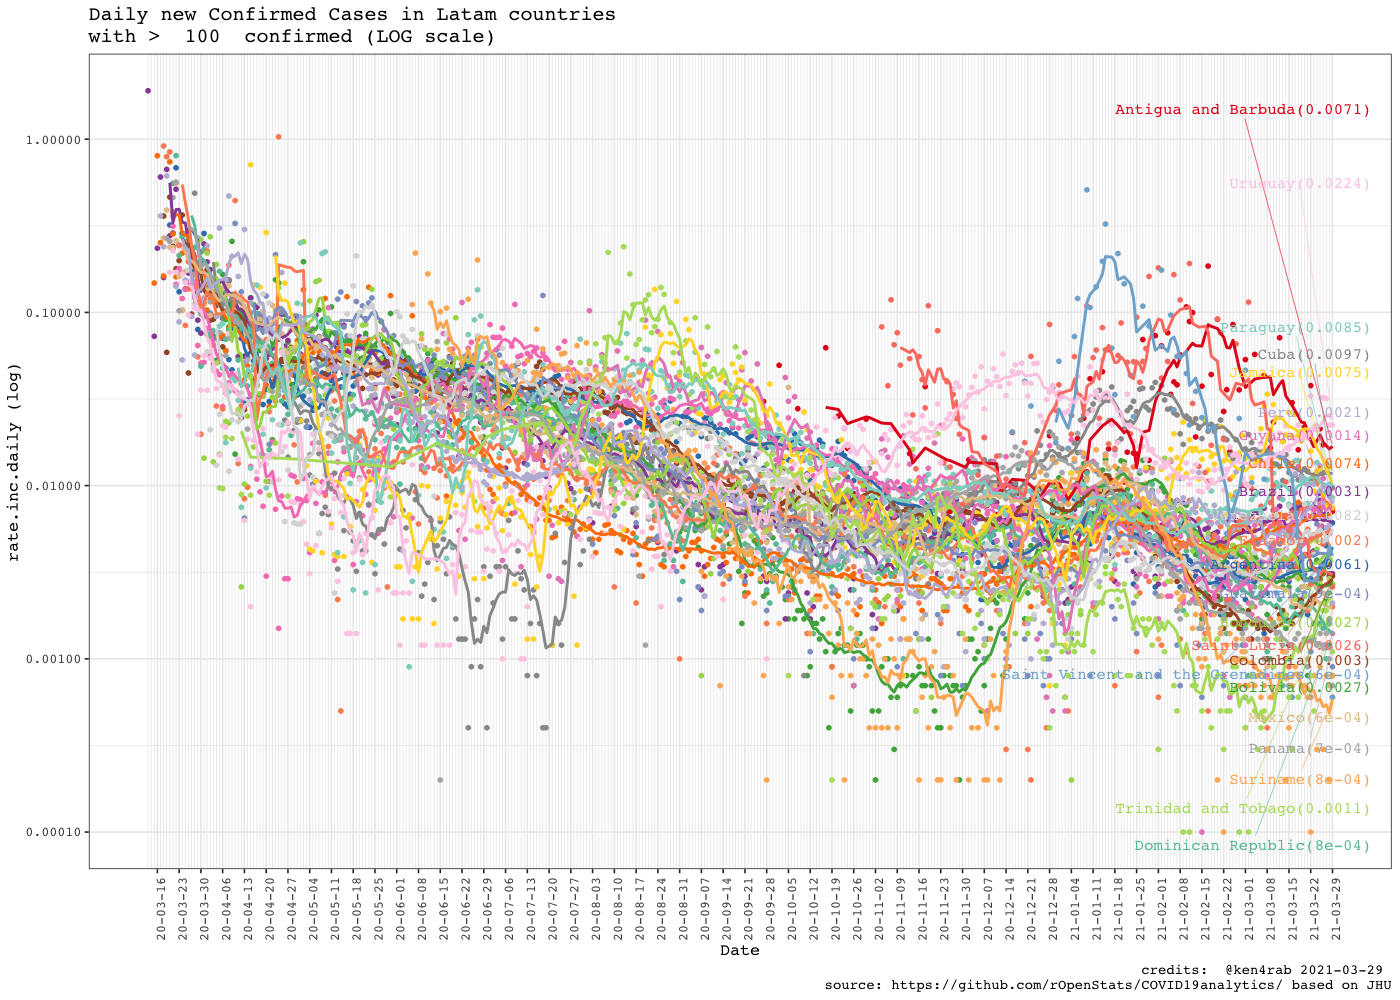 Daily new Confirmed Cases in Latam countries
with >  100  confirmed (LOG scale)
rate.inc.daily (log)
1.00000
0.10000
0.01000
0.00100
0.00010
Antigua and Barbuda(0.0071)
Uruguay(0.0224)
Paraguay(0.0085)
Cuba(0.0097)
Jamaica(0.0075)
Peru(0.0021)
Guyana(0.0014)
Chile(0.0074)
Brazil(0.0031)
Argentina(0.0061)
Saint Lucia(0.0026)
Colombia(0.003)
Saint Vincent and the Grenadines(6e-04)
Bolivia(0.0027)
Mexico(6e-04)
Panama(7e-04)
Suriname(8e-04)
Trinidad and Tobago(0.0011)
Dominican Republic(8e-04)
20-03-16
20-03-23
20-03-30
20-04-06
20-04-13
20-04-20
20-04-27
20-05-04
20-05-11
20-05-18
20-05-25
20-06-01
20-06-08
20-06-15
20-06-22
20-06-29
20-07-06
20-07-13
20-07-20
20-07-27
20-08-03
20-08-10
20-08-17
20-08-24
20-08-31
20-09-07
20-09-14
20-09-21
20-09-28
20-10-05
20-10-12
20-10-19
20-10-26
20-11-02
20-11-09
20-11-16
20-11-23
20-11-30
20-12-07
20-12-14
20-12-21
20-12-28
21-01-04
21-01-11
21-01-18
21-01-25
21-02-01
21-02-08
21-02-15
21-02-22
21-03-01
21-03-08
21-03-15
21-03-22
21-03-29
Date
credits:  @ken4rab 2021-03-29
source: https://github.com/rOpenStats/COVID19analytics/ based on JHU